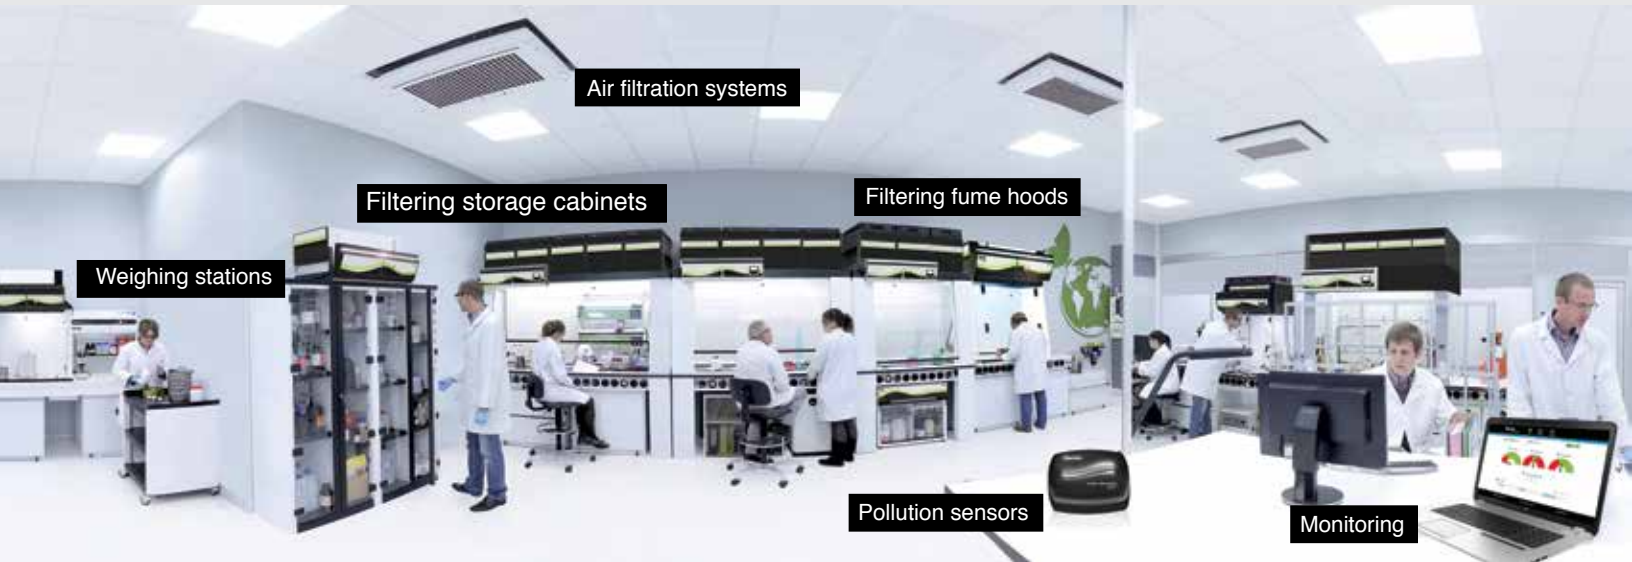 Air filtration systems
Filtering storage cabinets
Filtering fume hoods
Weighing stations
Pollution sensors
Monitoring